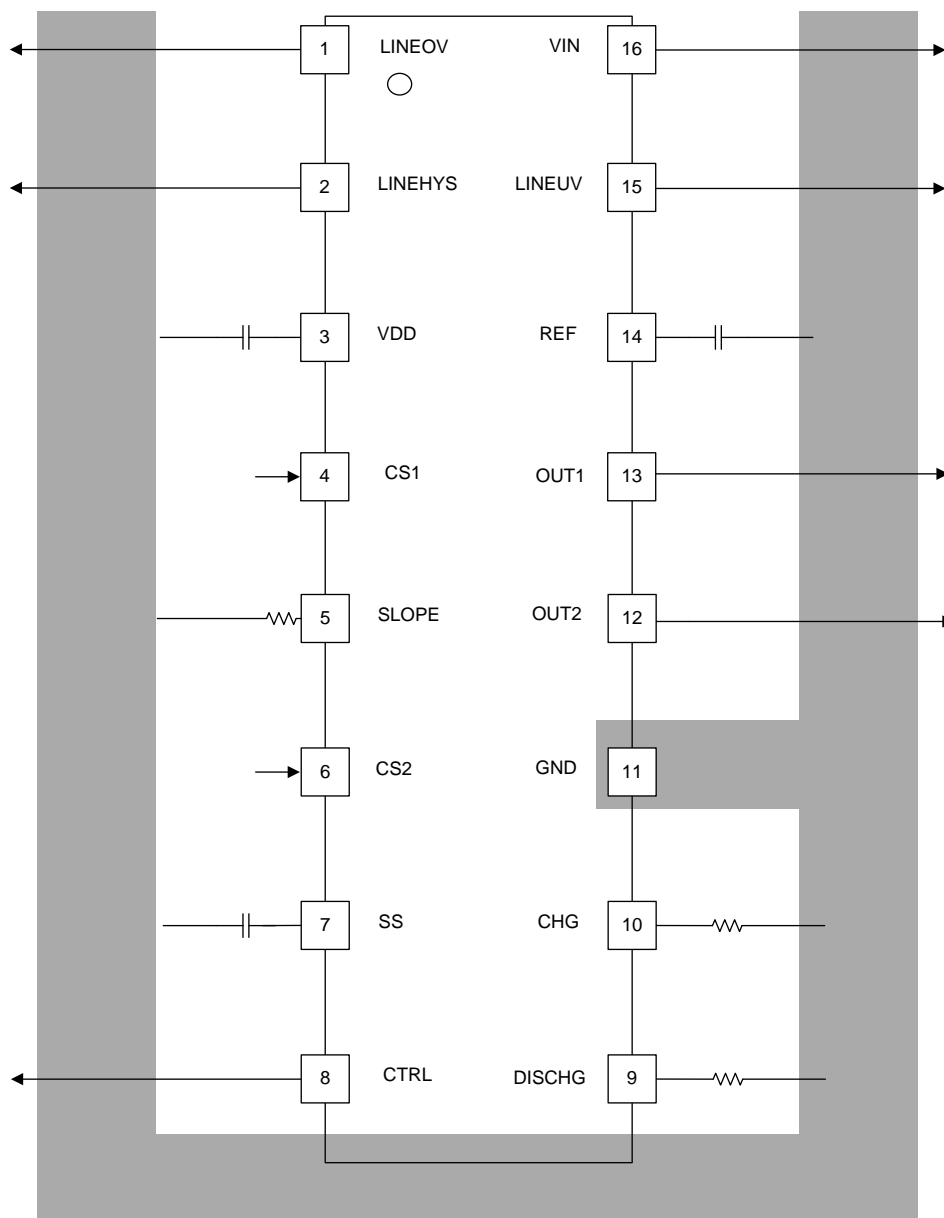 1 LINEOV VIN 16
2 LINEHYS LINEUV 15
3 VDD REF 14
4 CS1 OUT1 13
5 SLOPE OUT2 12
6 CS2 GND 11
7 SS CHG 10
8 CTRL DISCHG 9